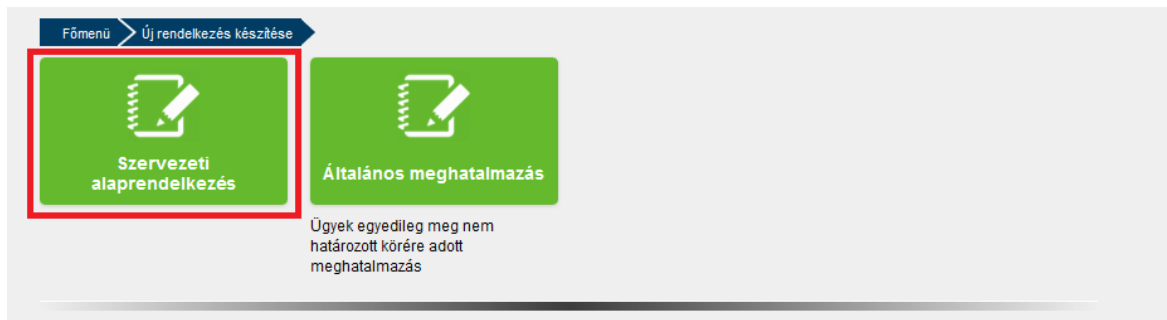 Főmenü Új rendelkezés készítése
Szervezeti
alaprendelkezés
Általános meghatalmazás
Ügyek egyedileg meg nem
határozott körére adott
meghatalmazás